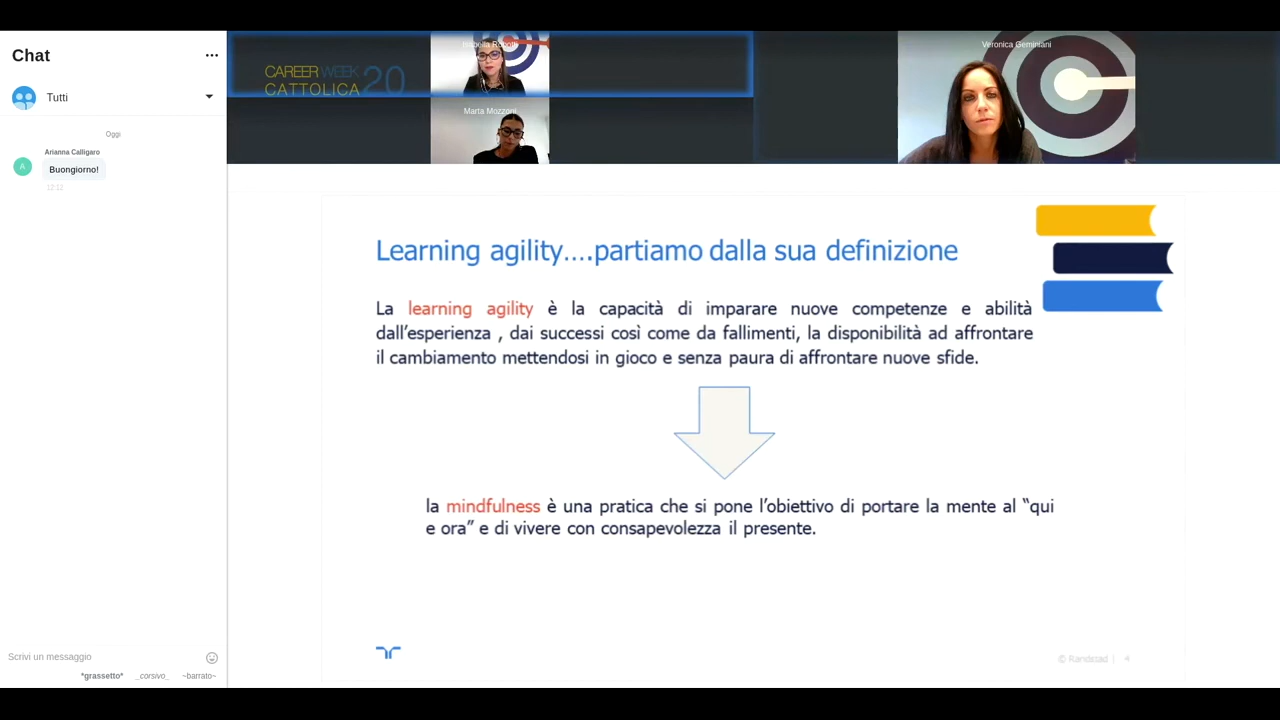 Chat
Tutti
Oggi
Arianna Calligaro
A
Buongiorno!
12:12
Scrivi un messaggio
*grassetto* _corsivo_ ~barrato~
CAREER WEEK
CATTOLICA 20
Marta Mozzoni
Veronica Geminiani
Learning agility....partiamo dalla sua definizione
La learning agility è la capacità di imparare nuove competenze e abilità
dall’esperienza , dai successi così come da fallimenti, la disponibilità ad affrontare
il cambiamento mettendosi in gioco e senza paura di affrontare nuove sfide.
la mindfulness è una pratica che si pone l’obiettivo di portare la mente al “qui
e ora” e di vivere con consapevolezza il presente.
© Randstad |